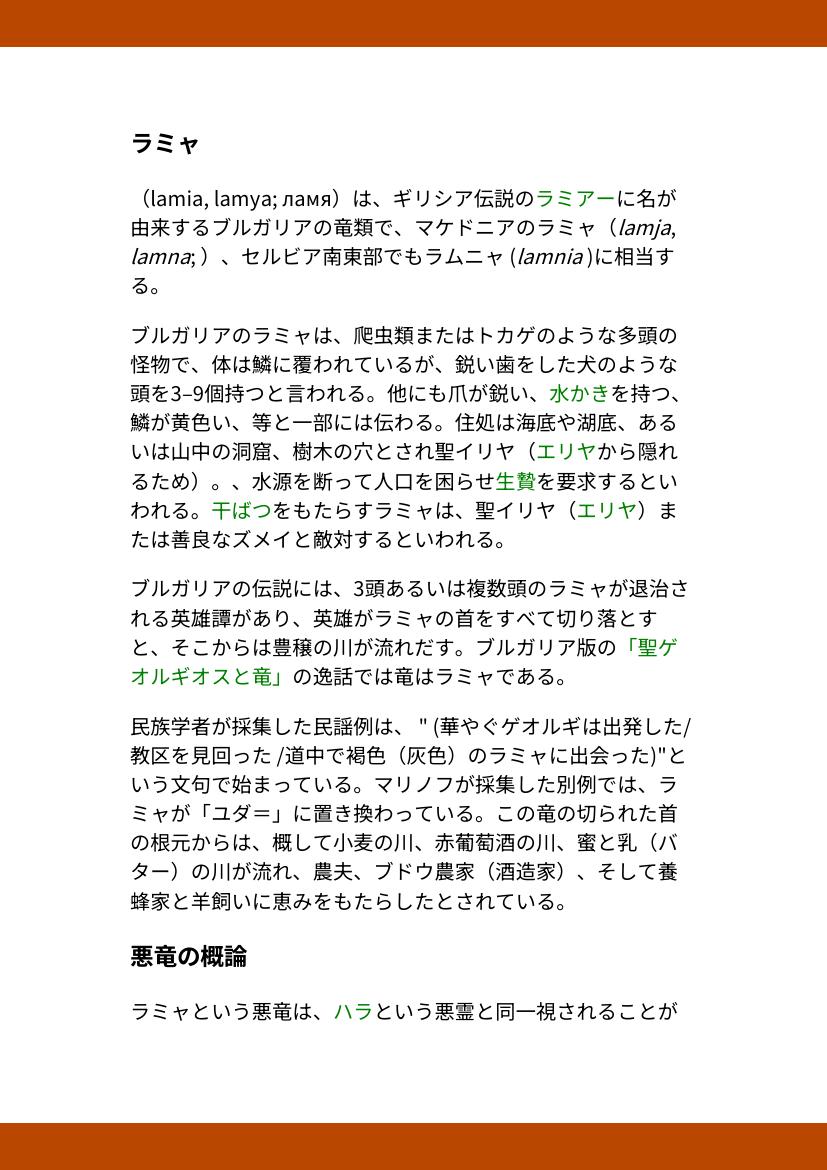 ラミャ
（lamia, lamya; ламя）は、ギリシア伝説のラミアーに名が
由来するブルガリアの竜類で、マケドニアのラミャ（lamja,
lamna; ）、セルビア南東部でもラムニャ (lamnia )に相当す
る。
ブルガリアのラミャは、爬虫類またはトカゲのような多頭の
怪物で、体は鱗に覆われているが、鋭い歯をした犬のような
頭を3–9個持つと言われる。他にも爪が鋭い、水かきを持つ、
鱗が黄色い、等と一部には伝わる。住処は海底や湖底、ある
いは山中の洞窟、樹木の穴とされ聖イリヤ（エリヤから隠れ
るため）。、水源を断って人口を困らせ生贄を要求するとい
われる。干ばつをもたらすラミャは、聖イリヤ（エリヤ）ま
たは善良なズメイと敵対するといわれる。
ブルガリアの伝説には、3頭あるいは複数頭のラミャが退治さ
れる英雄譚があり、英雄がラミャの首をすべて切り落とす
と、そこからは豊穣の川が流れだす。ブルガリア版の「聖ゲ
オルギオスと竜」の逸話では竜はラミャである。
民族学者が採集した民謡例は、 " (華やぐゲオルギは出発した/
教区を見回った /道中で褐色（灰色）のラミャに出会った)"と
いう文句で始まっている。マリノフが採集した別例では、ラ
ミャが「ユダ＝」に置き換わっている。この竜の切られた首
の根元からは、概して小麦の川、赤葡萄酒の川、蜜と乳（バ
ター）の川が流れ、農夫、ブドウ農家（酒造家）、そして養
蜂家と羊飼いに恵みをもたらしたとされている。
悪竜の概論
ラミャという悪竜は、ハラという悪霊と同一視されることが